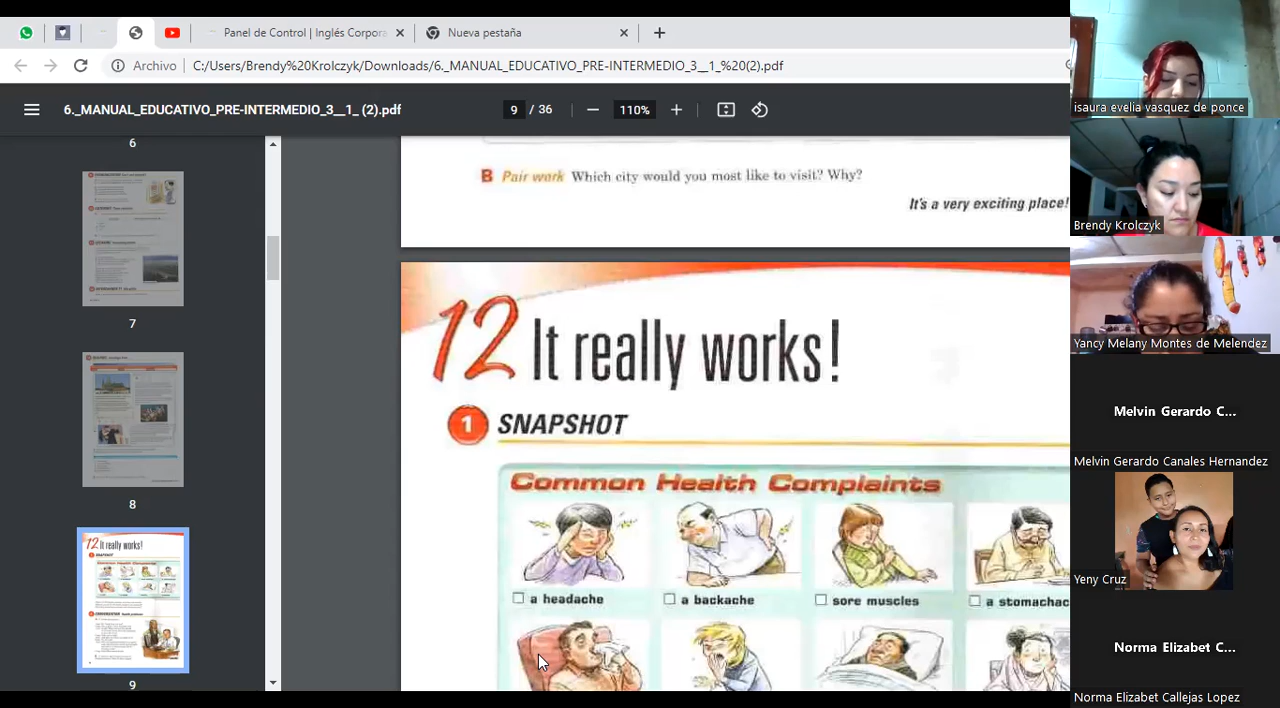 Panel de Control | Inglés Corpora
Nueva pestaña
Archivo
C:/Users/Brendy%20Krolczyk/Downloads/6._MANUAL_EDUCATIVO_PRE-INTERMEDIO_3__1_%20(2).pdf
6._MANUAL_EDUCATIVO_PRE-INTERMEDIO_3__1_ (2).pdf
9 / 36
110%
6
7
8
12 It really works!
9
B Pair work Which city would you most like to visit? Why?
It's a very exciting place!
12 It really works!
1 SNAPSHOT
Common Health Complaints
a headache
a backache
sore muscles
a stomachac
isaura evelia vasquez de ponce
Brendy Krolczyk
Yancy Melany Montes de Melendez
Melvin Gerardo C...
Melvin Gerardo Canales Hernandez
Yeny Cruz
Norma Elizabet C...
Norma Elizabet Callejas Lopez